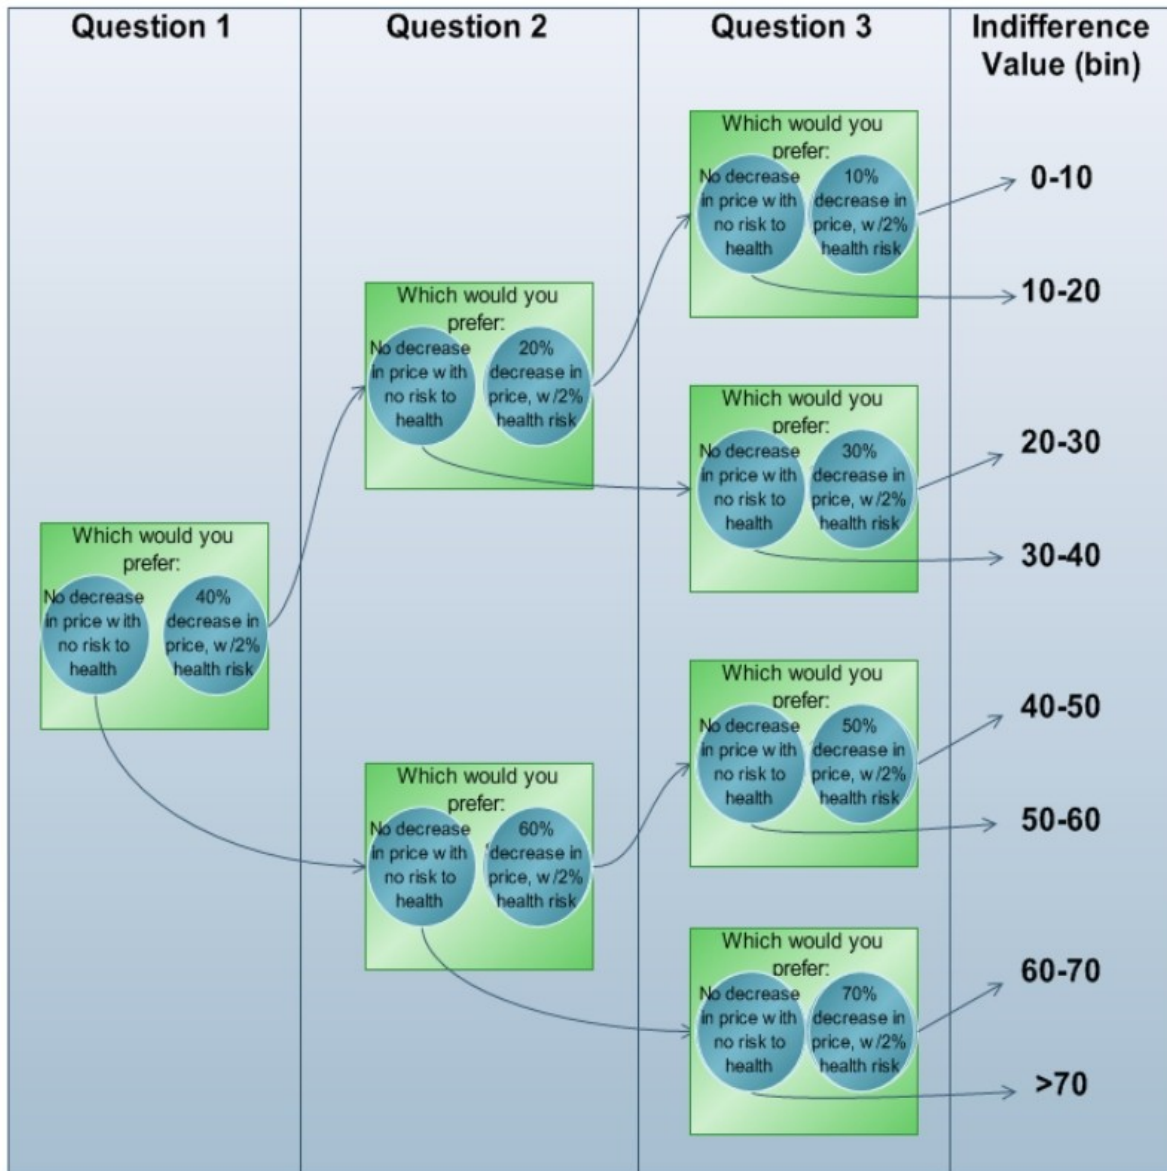 Question 1
Question 2
Question 3
Indifference
Value (bin)
Which would you
prefer:
No decrease
in price with
no risk to
health
40%
decrease in
price, w/2%
health risk
Which would you
prefer:
No decrease
in price with
no risk to
health
20%
decrease in
price, w/2%
health risk
Which would you
prefer:
No decrease
in price with
no risk to
health
60%
decrease in
price, w/2%
health risk
Which would you
prefer:
No decrease
in price with
no risk to
health
10%
decrease in
price, w/2%
health risk
Which would you
prefer:
No decrease
in price with
no risk to
health
30%
decrease in
price, w/2%
health risk
Which would you
prefer:
No decrease
in price with
no risk to
health
50%
decrease in
price, w/2%
health risk
Which would you
prefer:
No decrease
in price with
no risk to
health
70%
decrease in
price, w/2%
health risk
0-10
10-20
20-30
30-40
40-50
50-60
60-70
>70